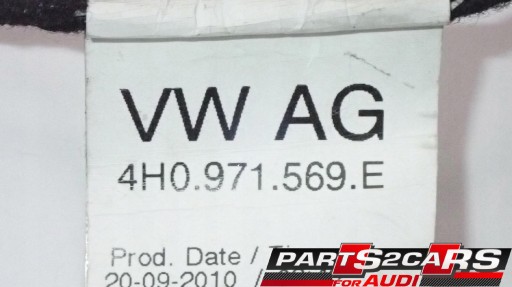 VW AG
4H0.971.569.E
Prod. Date /
20-09-2010 /
PARTS2CARS
FOR AUDI